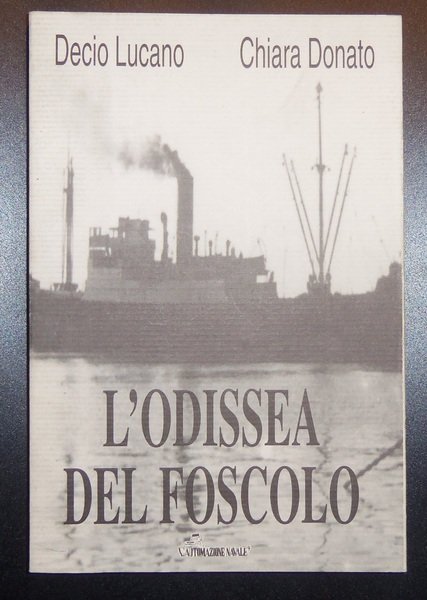 Decio Lucano Chiara Donato
L'ODISSEA
DEL FOSCOLO
"L'AUTOMAZIONE NAVALE"